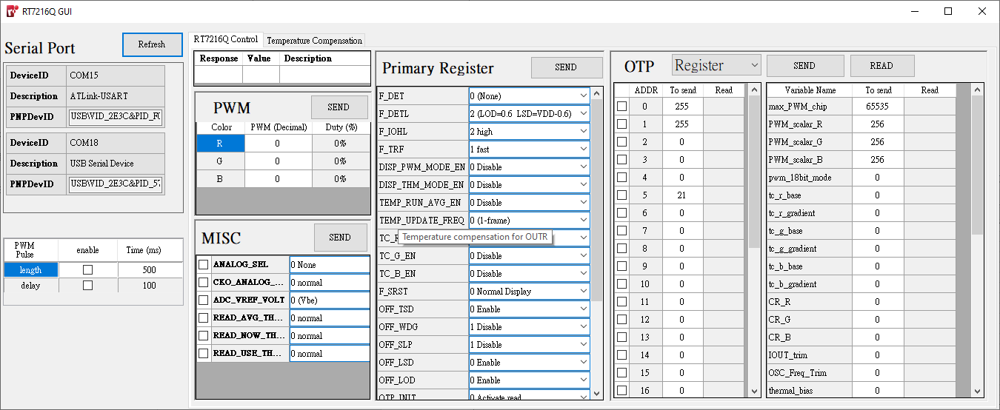 RT7216Q GUI
Serial Port
Refresh
DeviceID COM15
Description ATLink-USART
PNPDevID USB\VID_2E3C&PID_F0
DeviceID COM18
Description USB Serial Device
PNPDevID USB\VID_2E3C&PID_57
PWM Pulse enable Time (ms)
length 500
delay 100
RT7216Q Control Temperature Compensation
Response Value Description
PWM SEND
Color PWM (Decimal) Duty (%)
R 0 0%
G 0 0%
B 0 0%
MISC SEND
ANALOG_SEL 0 None
CKO_ANALOG_... 0 normal
ADC_VREF_VOLT 0 (Vbe)
READ_AVG_TH... 0 normal
READ_NOW_TH... 0 normal
READ_USE_TH... 0 normal
Primary Register SEND
F_DET 0 (None)
F_DETL 2 (LOD=0.6 LSD=VDD-0.6)
F_IOHL 2 high
F_TRF 1 fast
DISP_PWM_MODE_EN 0 Disable
DISP_THM_MODE_EN 0 Disable
TEMP_RUN_AVG_EN 0 Disable
TEMP_UPDATE_FREQ 0 (1-frame)
Temperature compensation for OUTR
TC_G_EN 0 Disable
TC_B_EN 0 Disable
F_SRST 0 Normal Display
OFF_TSD 0 Enable
OFF_WDG 1 Disable
OFF_SLP 1 Disable
OFF_LSD 0 Enable
OFF_LOD 0 Enable
OTP_INIT 0 Activate read
OTP Register SEND READ
ADDR To send Read
0 255
1 255
2 0
3 0
4 0
5 21
6 0
7 0
8 0
9 0
10 0
11 0
12 0
13 0
14 0
15 0
16 0
Variable Name To send Read
max_PWM_chip 65535
PWM_scalar_R 256
PWM_scalar_G 256
PWM_scalar_B 256
pwm_18bit_mode 0
tc_r_base 0
tc_r_gradient 0
tc_g_base 0
tc_g_gradient 0
tc_b_base 0
tc_b_gradient 0
CR_R 0
CR_G 0
CR_B 0
IOUT_trim 0
OSC_Freq_Trim 0
thermal_bias 0